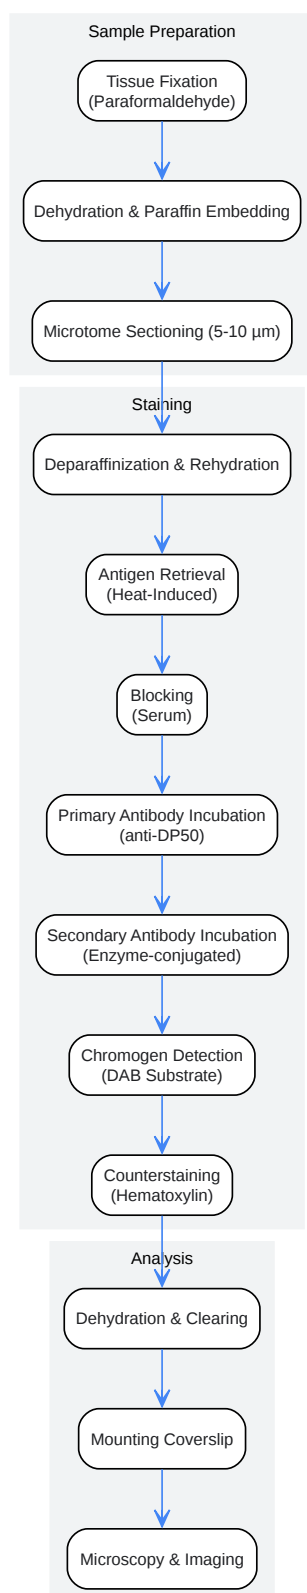 Sample Preparation
Tissue Fixation
(Paraformaldehyde)
Dehydration & Paraffin Embedding
Microtome Sectioning (5-10 µm)
Staining
Deparaffinization & Rehydration
Antigen Retrieval
(Heat-Induced)
Blocking
(Serum)
Primary Antibody Incubation
(anti-DP50)
Secondary Antibody Incubation
(Enzyme-conjugated)
Chromogen Detection
(DAB Substrate)
Counterstaining
(Hematoxylin)
Analysis
Dehydration & Clearing
Mounting Coverslip
Microscopy & Imaging